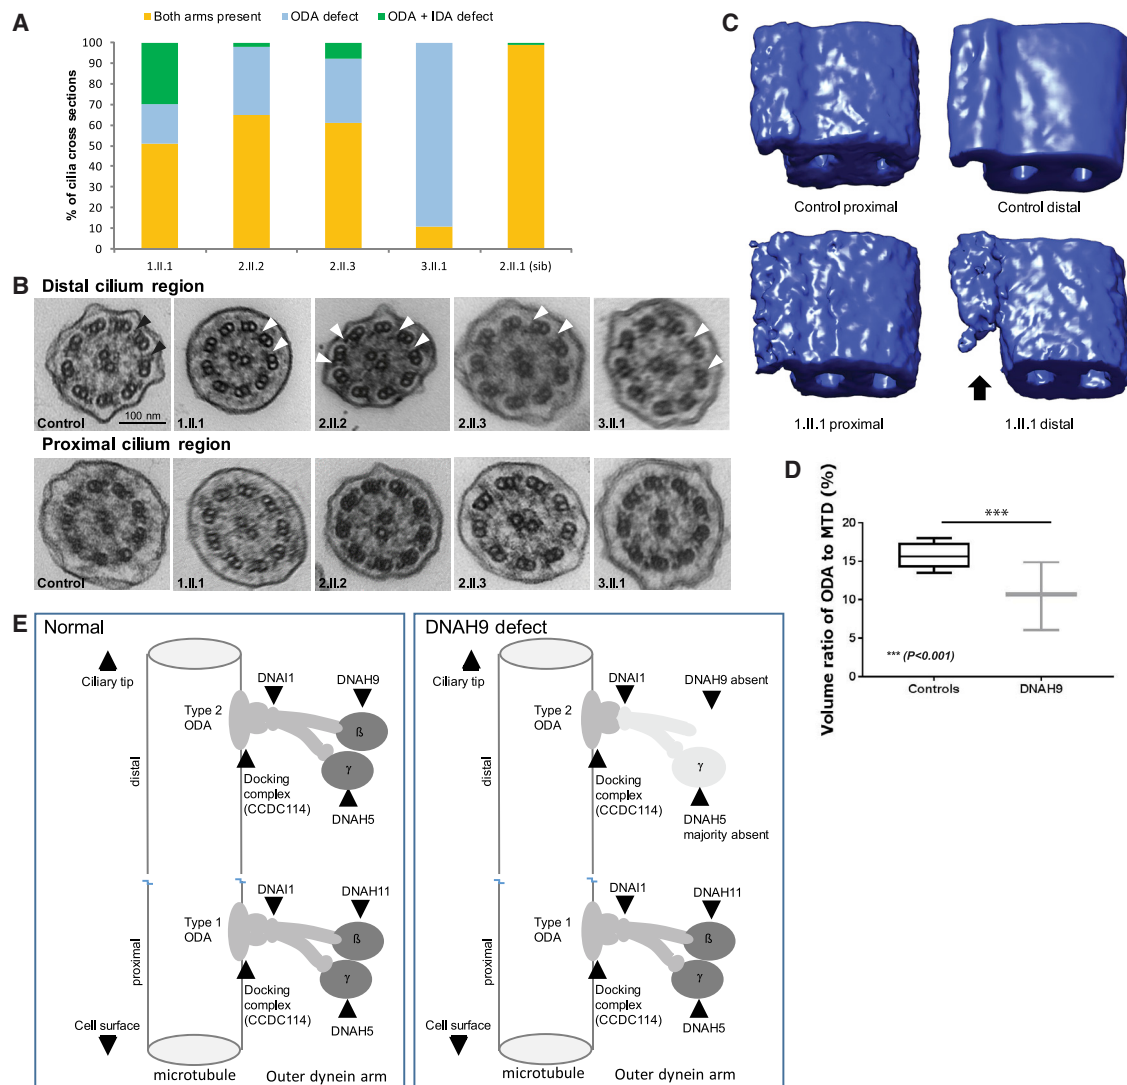 A
Both arms present
ODA defect
ODA + IDA defect
% of cilia cross sections
100
90
80
70
60
50
40
30
20
10
0
1.II.1
2.II.2
2.II.3
3.II.1
2.II.1 (sib)
B
Distal cilium region
Control
100 nm
1.II.1
2.II.2
2.II.3
3.II.1
Proximal cilium region
Control
1.II.1
2.II.2
2.II.3
3.II.1
C
Control proximal
Control distal
1.II.1 proximal
1.II.1 distal
D
Volume ratio of ODA to MTD (%)
20
15
10
5
0
***
*** (P<0.001)
Controls
DNAH9
E
Normal
Ciliary tip
distal
proximal
Cell surface
microtubule
Type 2
ODA
DNAI1
DNAH9
ß
γ
Docking
complex
(CCDC114)
DNAH5
Type 1
ODA
DNAI1
DNAH11
ß
γ
Docking
complex
(CCDC114)
DNAH5
Outer dynein arm
DNAH9 defect
Ciliary tip
distal
proximal
Cell surface
microtubule
Type 2
ODA
DNAI1
DNAH9 absent
γ
Docking
complex
(CCDC114)
DNAH5
majority absent
Type 1
ODA
DNAI1
DNAH11
ß
γ
Docking
complex
(CCDC114)
DNAH5
Outer dynein arm